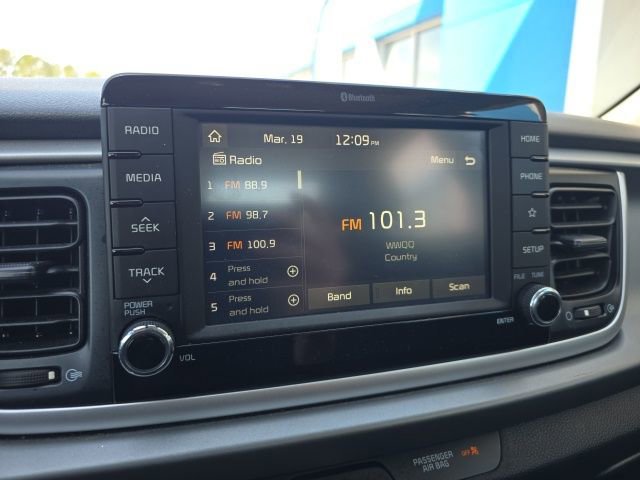 Bluetooth
RADIO
MEDIA
SEEK
TRACK
POWER
PUSH
VOL
Mar. 19 12:09 PM
Radio
Menu
1 FM 88.9
2 FM 98.7
3 FM 100.9
4 Press and hold
5 Press and hold
FM 101.3
WWQQ
Country
Band Info Scan
HOME
PHONE
SETUP
FILE TUNE
ENTER
PASSENGER
AIR BAG
OFF